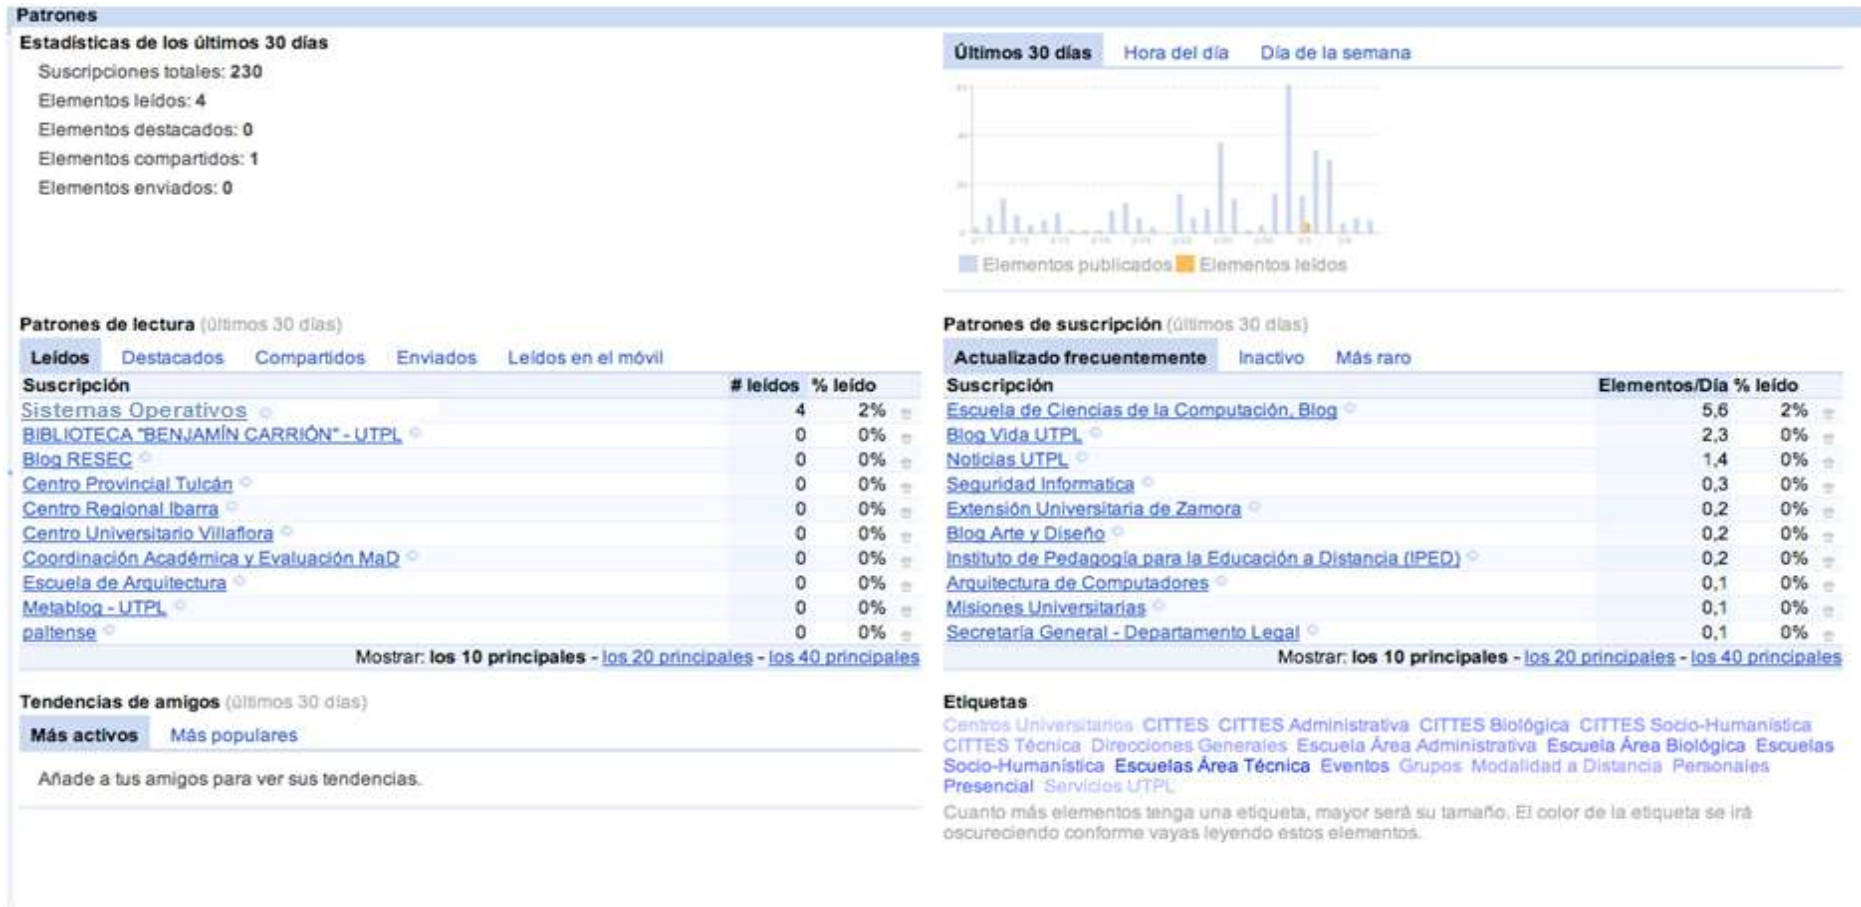 Patrones
Estadísticas de los últimos 30 días
Suscripciones totales: 230
Elementos leídos: 4
Elementos destacados: 0
Elementos compartidos: 1
Elementos enviados: 0
Últimos 30 días Hora del día Día de la semana
Elementos publicados Elementos leídos
Patrones de lectura (últimos 30 días)
Leídos Destacados Compartidos Enviados Leídos en el móvil
Suscripción # leídos % leído
Sistemas Operativos 4 2%
BIBLIOTECA "BENJAMÍN CARRIÓN" - UTPL 0 0%
Blog RESEC 0 0%
Centro Provincial Tulcán 0 0%
Centro Regional Ibarra 0 0%
Centro Universitario Villaflora 0 0%
Coordinación Académica y Evaluación MaD 0 0%
Escuela de Arquitectura 0 0%
Metablog - UTPL 0 0%
paltense 0 0%
Mostrar: los 10 principales - los 20 principales - los 40 principales
Patrones de suscripción (últimos 30 días)
Actualizado frecuentemente Inactivo Más raro
Suscripción Elementos/Día % leído
Escuela de Ciencias de la Computación, Blog 5,6 2%
Blog Vida UTPL 2,3 0%
Noticias UTPL 1,4 0%
Seguridad Informatica 0,3 0%
Extensión Universitaria de Zamora 0,2 0%
Blog Arte y Diseño 0,2 0%
Instituto de Pedagogía para la Educación a Distancia (IPED) 0,2 0%
Arquitectura de Computadores 0,1 0%
Misiones Universitarias 0,1 0%
Secretaría General - Departamento Legal 0,1 0%
Mostrar: los 10 principales - los 20 principales - los 40 principales
Tendencias de amigos (últimos 30 días)
Más activos Más populares
Añade a tus amigos para ver sus tendencias.
Etiquetas
Centros Universitarios CITTES CITTES Administrativa CITTES Biológica CITTES Socio-Humanística
CITTES Técnica Direcciones Generales Escuela Área Administrativa Escuela Área Biológica Escuelas
Socio-Humanística Escuelas Área Técnica Eventos Grupos Modalidad a Distancia Personales
Presencial Servicios UTPL
Cuanto más elementos tenga una etiqueta, mayor será su tamaño. El color de la etiqueta se irá
oscureciendo conforme vayas leyendo estos elementos.